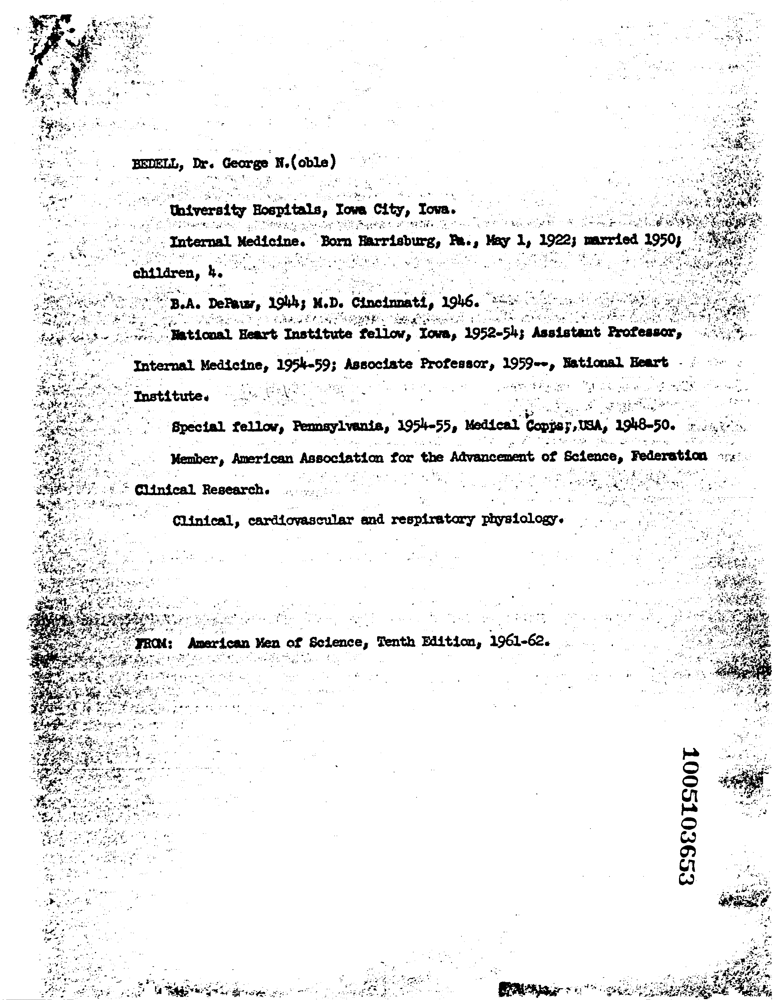 BEDELL, Dr. George N.(oble)
University Hospitals, Iowa City, Iowa.
Internal Medicine. Born Harrisburg, Pa., May 1, 1922; married 1950;
children, 4.
B.A. DePauw, 1944; M.D. Cincinnati, 1946.
National Heart Institute fellow, Iowa, 1952-54; Assistant Professor,
Internal Medicine, 1954-59; Associate Professor, 1959--, National Heart
Institute.
Special fellow, Pennsylvania, 1954-55, Medical USA, 1948-50.
Member, American Association for the Advancement of Science, Federation
Clinical Research.
Clinical, cardiovascular and respiratory physiology.
FROM: American Men of Science, Tenth Edition, 1961-62.
1005103653